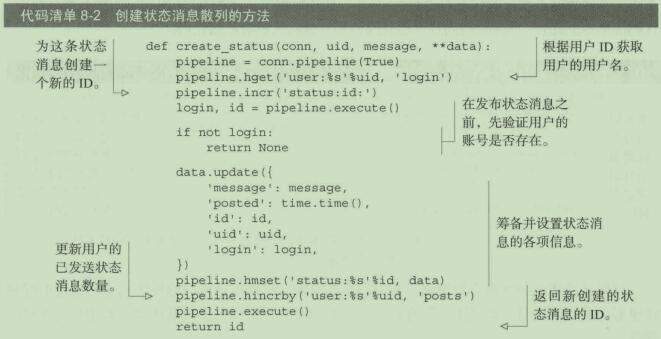 代码清单 8-2 创建状态消息散列的方法
为这条状态
消息创建一
个新的 ID。
def create_status(conn, uid, message, **data):
    pipeline = conn.pipeline(True)
    pipeline.hget('user:%s'%uid, 'login')
    pipeline.incr('status:id:')
    login, id = pipeline.execute()
根据用户 ID 获取
用户的用户名。
    if not login:
        return None
在发布状态消息之
前，先验证用户的
账号是否存在。
    data.update({
        'message': message,
        'posted': time.time(),
        'id': id,
        'uid': uid,
        'login': login,
    })
筹备并设置状态消
息的各项信息。
更新用户的
已发送状态
消息数量。
    pipeline.hmset('status:%s'%id, data)
    pipeline.hincrby('user:%s'%uid, 'posts')
    pipeline.execute()
    return id
返回新创建的状
态消息的 ID。